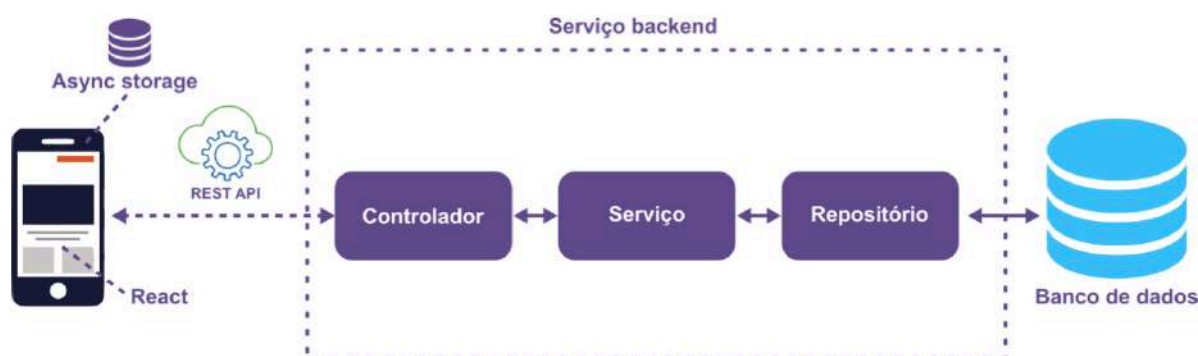 Serviço backend
Async storage
REST API
Controlador
Serviço
Repositório
React
Banco de dados